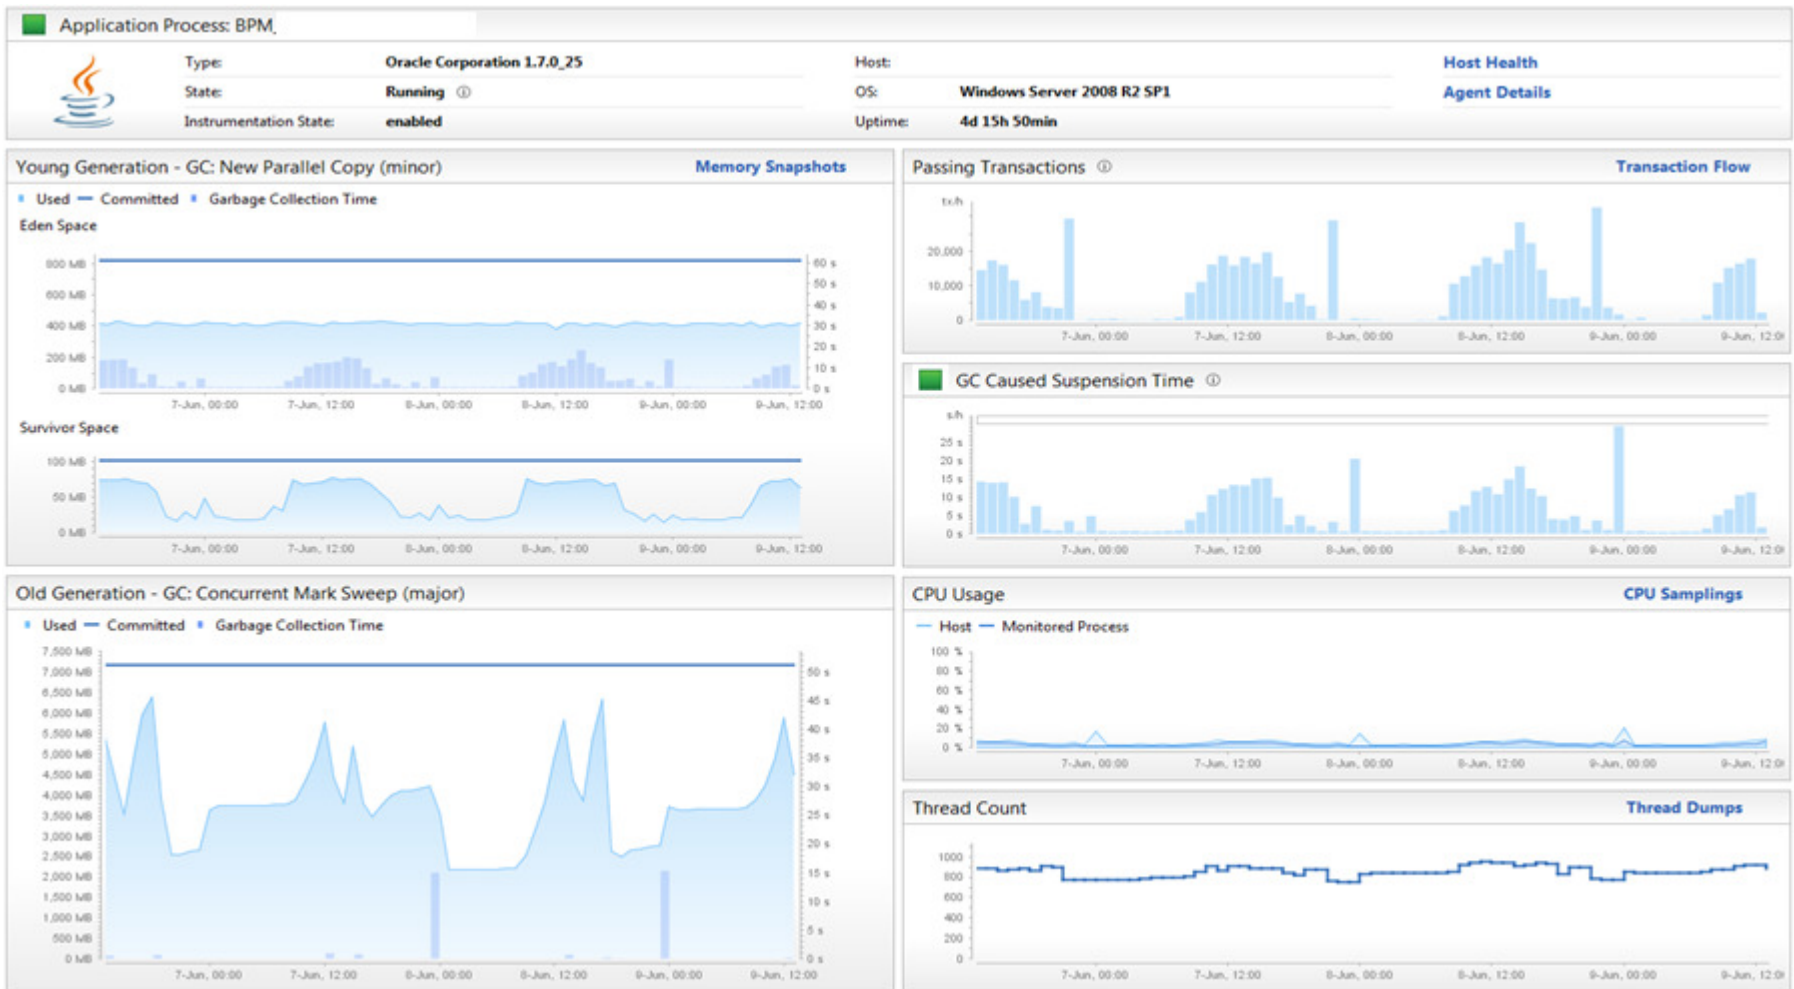 Application Process: BPM
Type: Oracle Corporation 1.7.0_25
State: Running
Instrumentation State: enabled
Host:
OS: Windows Server 2008 R2 SP1
Uptime: 4d 15h 50min
Host Health
Agent Details
Young Generation - GC: New Parallel Copy (minor) Memory Snapshots
Used Committed Garbage Collection Time
Eden Space
800 MB 60 s
50 s
600 MB
40 s
400 MB 30 s
20 s
200 MB
10 s
0 MB 0 s
7-Jun, 00:00 7-Jun, 12:00 8-Jun, 00:00 8-Jun, 12:00 9-Jun, 00:00 9-Jun, 12:00
Survivor Space
100 MB
50 MB
0 MB
7-Jun, 00:00 7-Jun, 12:00 8-Jun, 00:00 8-Jun, 12:00 9-Jun, 00:00 9-Jun, 12:00
Old Generation - GC: Concurrent Mark Sweep (major)
Used Committed Garbage Collection Time
7,500 MB
7,000 MB 50 s
6,500 MB
6,000 MB 45 s
5,500 MB 40 s
5,000 MB 35 s
4,500 MB
4,000 MB 30 s
3,500 MB 25 s
3,000 MB
2,500 MB 20 s
2,000 MB 15 s
1,500 MB 10 s
1,000 MB
500 MB 5 s
0 MB 0 s
7-Jun, 00:00 7-Jun, 12:00 8-Jun, 00:00 8-Jun, 12:00 9-Jun, 00:00 9-Jun, 12:00
Passing Transactions Transaction Flow
tx/h
20,000
10,000
0
7-Jun, 00:00 7-Jun, 12:00 8-Jun, 00:00 8-Jun, 12:00 9-Jun, 00:00 9-Jun, 12:0
GC Caused Suspension Time
s/h
25 s
20 s
15 s
10 s
5 s
0 s
7-Jun, 00:00 7-Jun, 12:00 8-Jun, 00:00 8-Jun, 12:00 9-Jun, 00:00 9-Jun, 12:0
CPU Usage CPU Samplings
Host Monitored Process
100 %
80 %
60 %
40 %
20 %
0 %
7-Jun, 00:00 7-Jun, 12:00 8-Jun, 00:00 8-Jun, 12:00 9-Jun, 00:00 9-Jun, 12:0
Thread Count Thread Dumps
1000
800
600
400
200
0
7-Jun, 00:00 7-Jun, 12:00 8-Jun, 00:00 8-Jun, 12:00 9-Jun, 00:00 9-Jun, 12:0